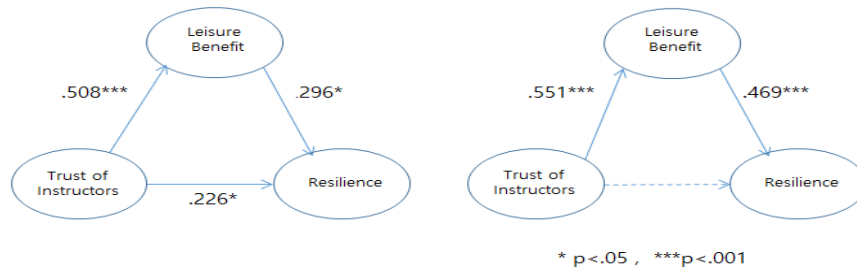 Leisure
Benefit
.508***
.296*
Trust of
Instructors
.226*
Resilience
Leisure
Benefit
.551***
.469***
Trust of
Instructors
Resilience
* p<.05 , ***p<.001